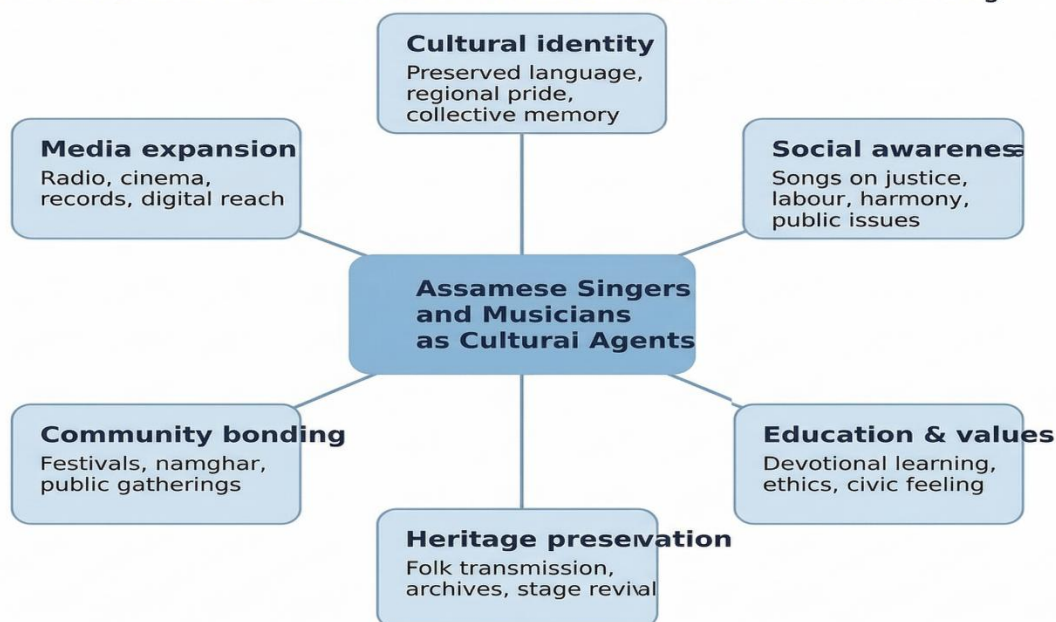 Cultural identity
Preserved language,
regional pride,
collective memory
Media expansion
Radio, cinema,
records, digital reach
Social awarenes
Songs on justice,
labour, harmony,
public issues
Assamese Singers
and Musicians
as Culturai Agents
Community bonding
Festivals, namghar,
public gatherings
Education & values
Devotional learning,
ethics, civic feeling
Heritage preservation
Folk transmission,
archives, stage revival